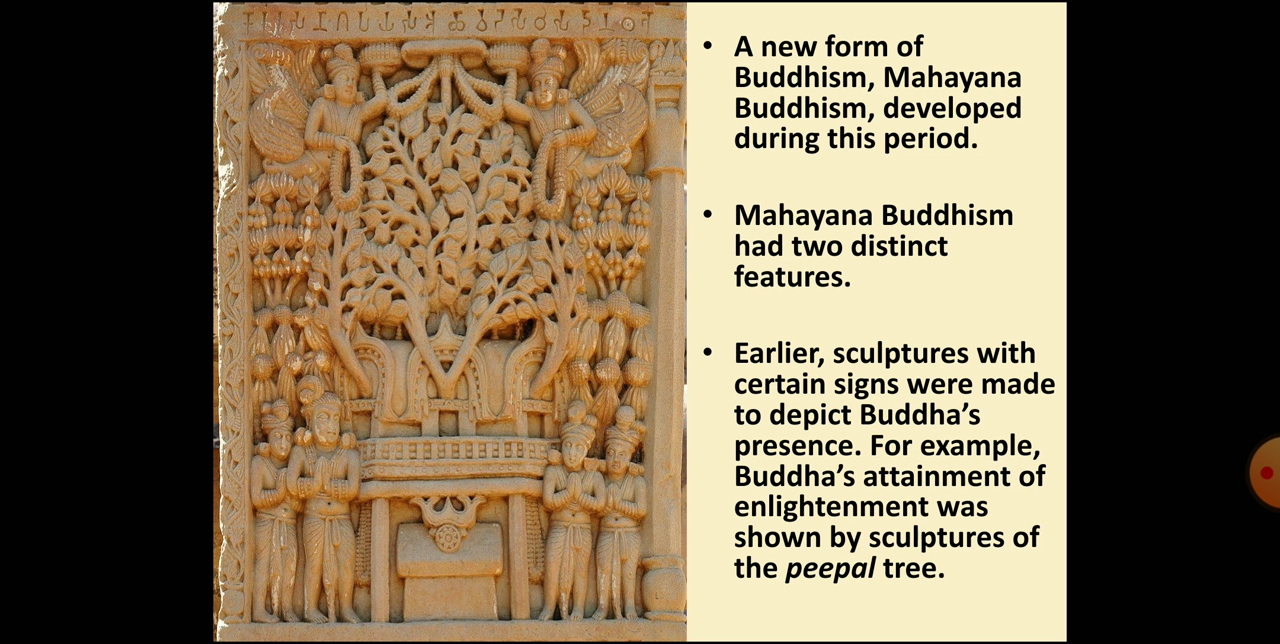 • A new form of
Buddhism, Mahayana
Buddhism, developed
during this period.
• Mahayana Buddhism
had two distinct
features.
• Earlier, sculptures with
certain signs were made
to depict Buddha’s
presence. For example,
Buddha’s attainment of
enlightenment was
shown by sculptures of
the peepal tree.